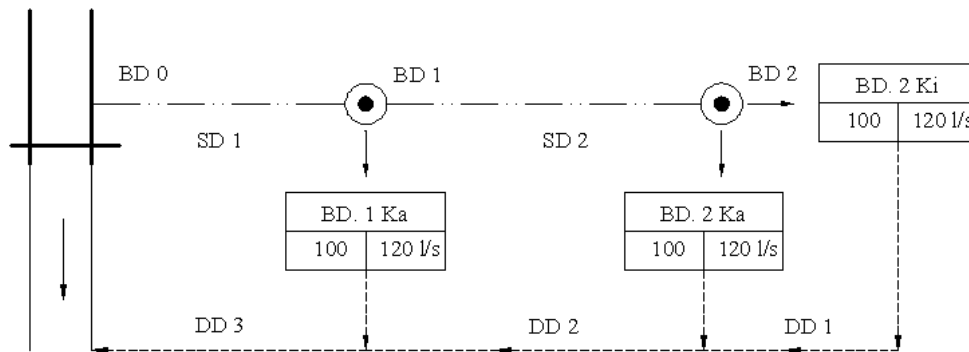 BD 0
BD 1
BD 2
BD. 2 Ki
100 120 l/s
SD 1
SD 2
BD. 1 Ka
100 120 l/s
BD. 2 Ka
100 120 l/s
DD 3
DD 2
DD 1